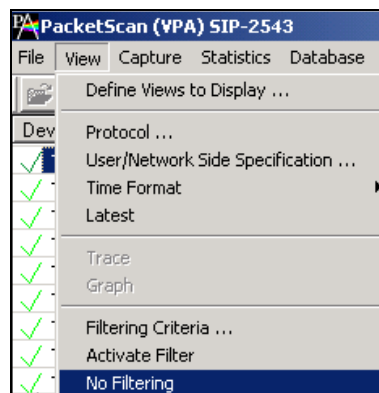 PA PacketScan (VPA) SIP-2543
File View Capture Statistics Database
Define Views to Display ...
Dev
Protocol ...
User/Network Side Specification ...
Time Format
Latest
Trace
Graph
Filtering Criteria ...
Activate Filter
No Filtering